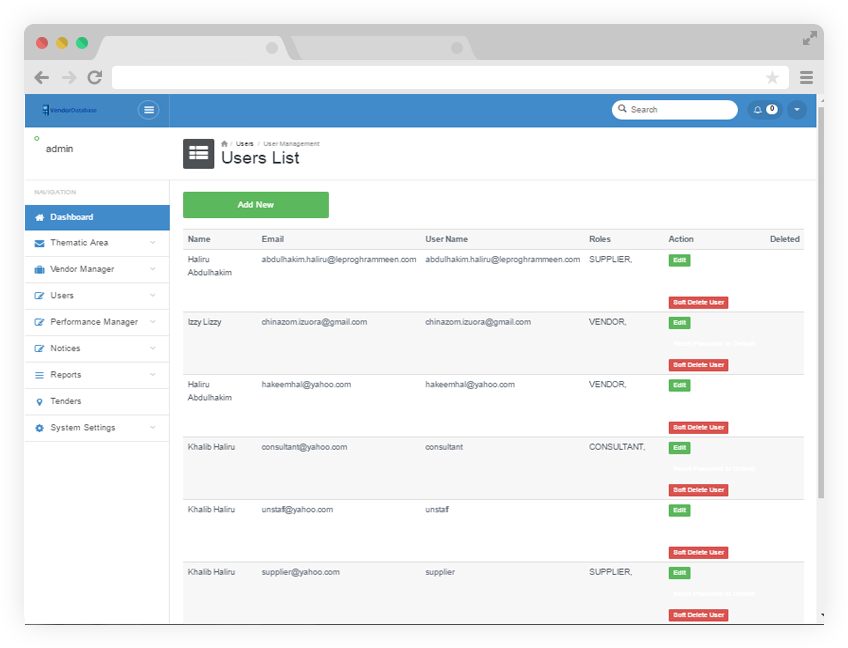 VendorDatabase
Search
0
admin
/ Users / User Management
Users List
NAVIGATION
Dashboard
Thematic Area
Vendor Manager
Users
Performance Manager
Notices
Reports
Tenders
System Settings
Add New
Name Email User Name Roles Action Deleted
Haliru abdulhakim.haliru@leproghrammeen.com abdulhakim.haliru@leproghrammeen.com SUPPLIER, Edit
Abdulhakim
Soft Delete User
Izzy Lizzy chinazom.izuora@gmail.com chinazom.izuora@gmail.com VENDOR, Edit
Soft Delete User
Haliru hakeemhal@yahoo.com hakeemhal@yahoo.com VENDOR, Edit
Abdulhakim
Soft Delete User
Khalib Haliru consultant@yahoo.com consultant CONSULTANT, Edit
Soft Delete User
Khalib Haliru unstaff@yahoo.com unstaff Edit
Soft Delete User
Khalib Haliru supplier@yahoo.com supplier SUPPLIER, Edit
Soft Delete User